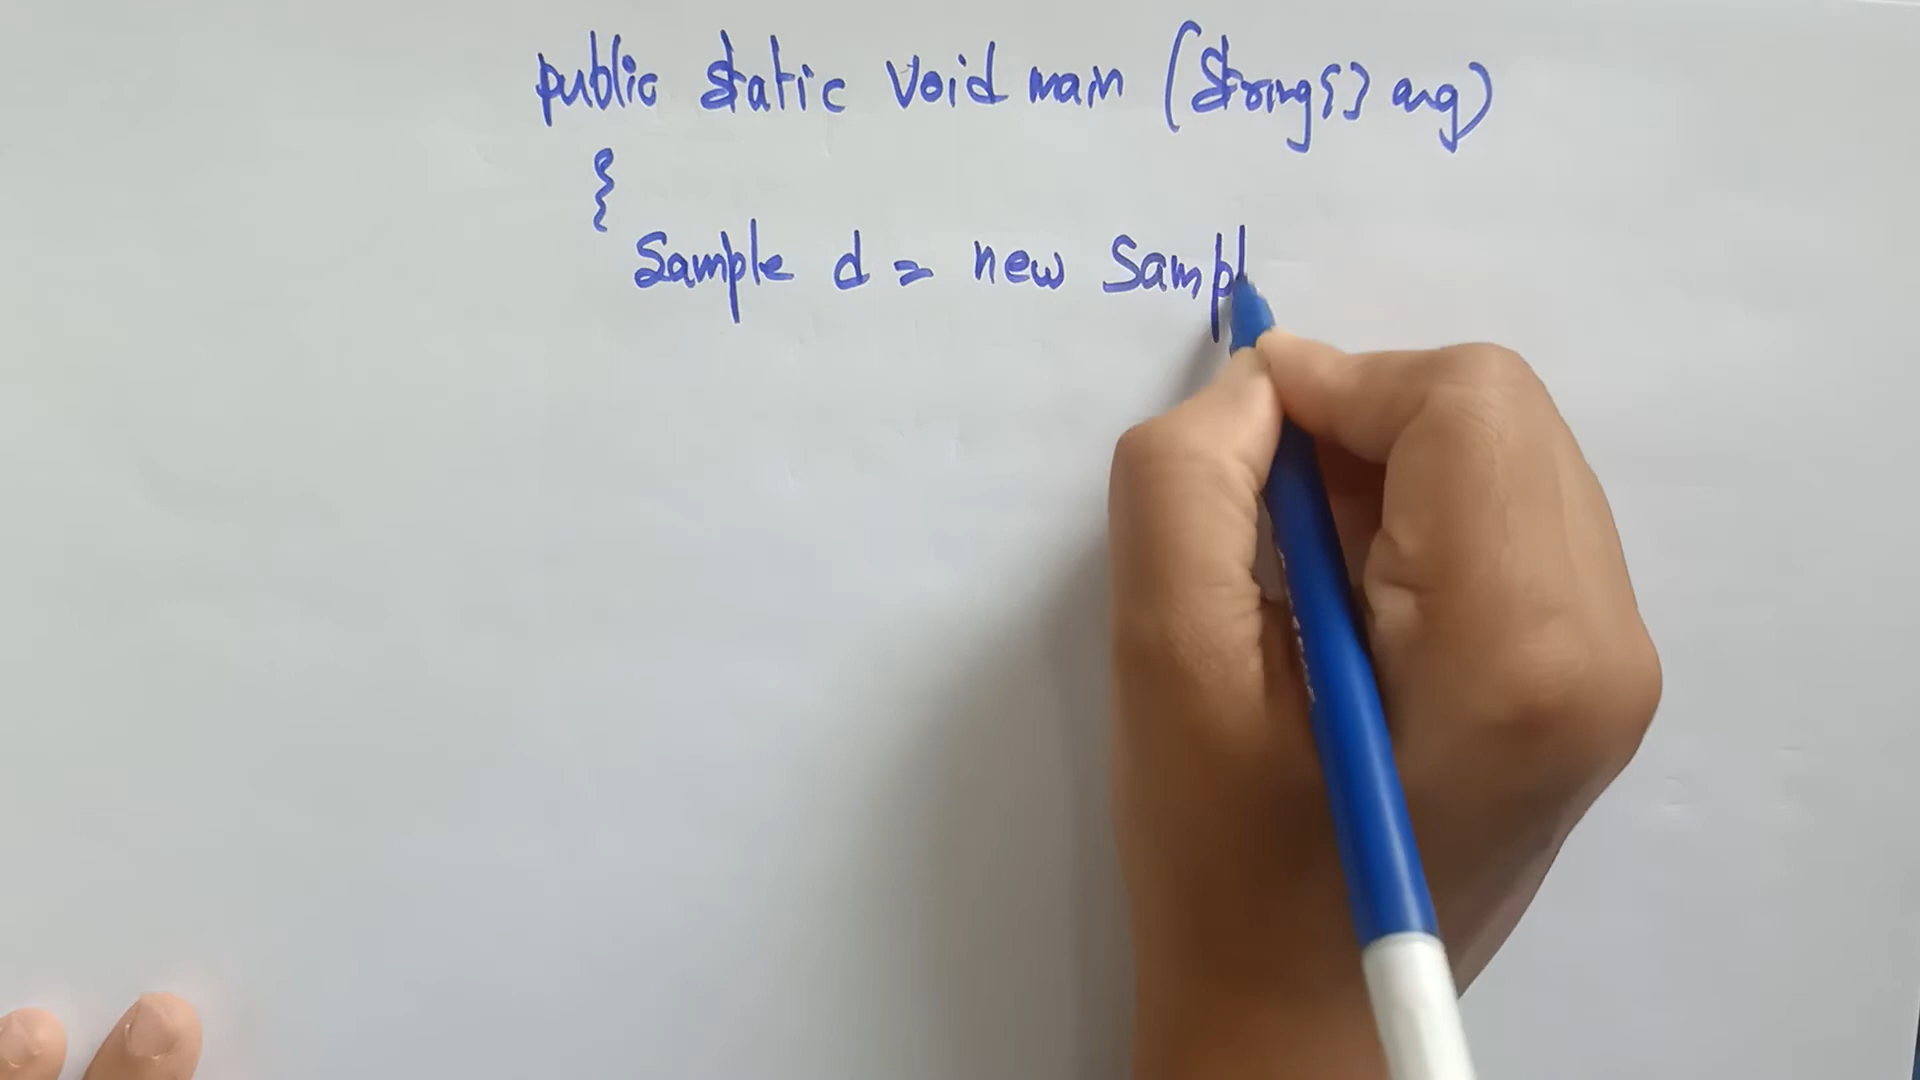 public static void main (String[] arg)
{
Sample d = new Sampl